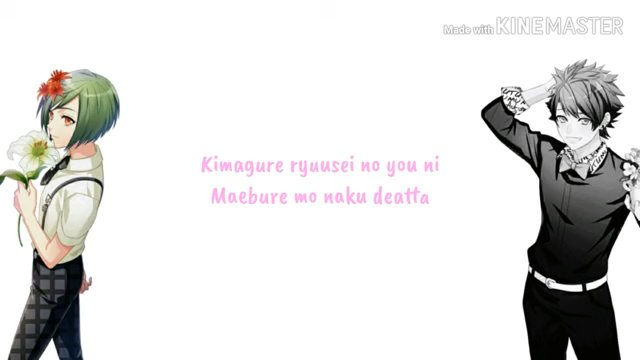 Made with KINEMASTER
Kimagure ryuusei no you ni
Maebure mo naku deatta